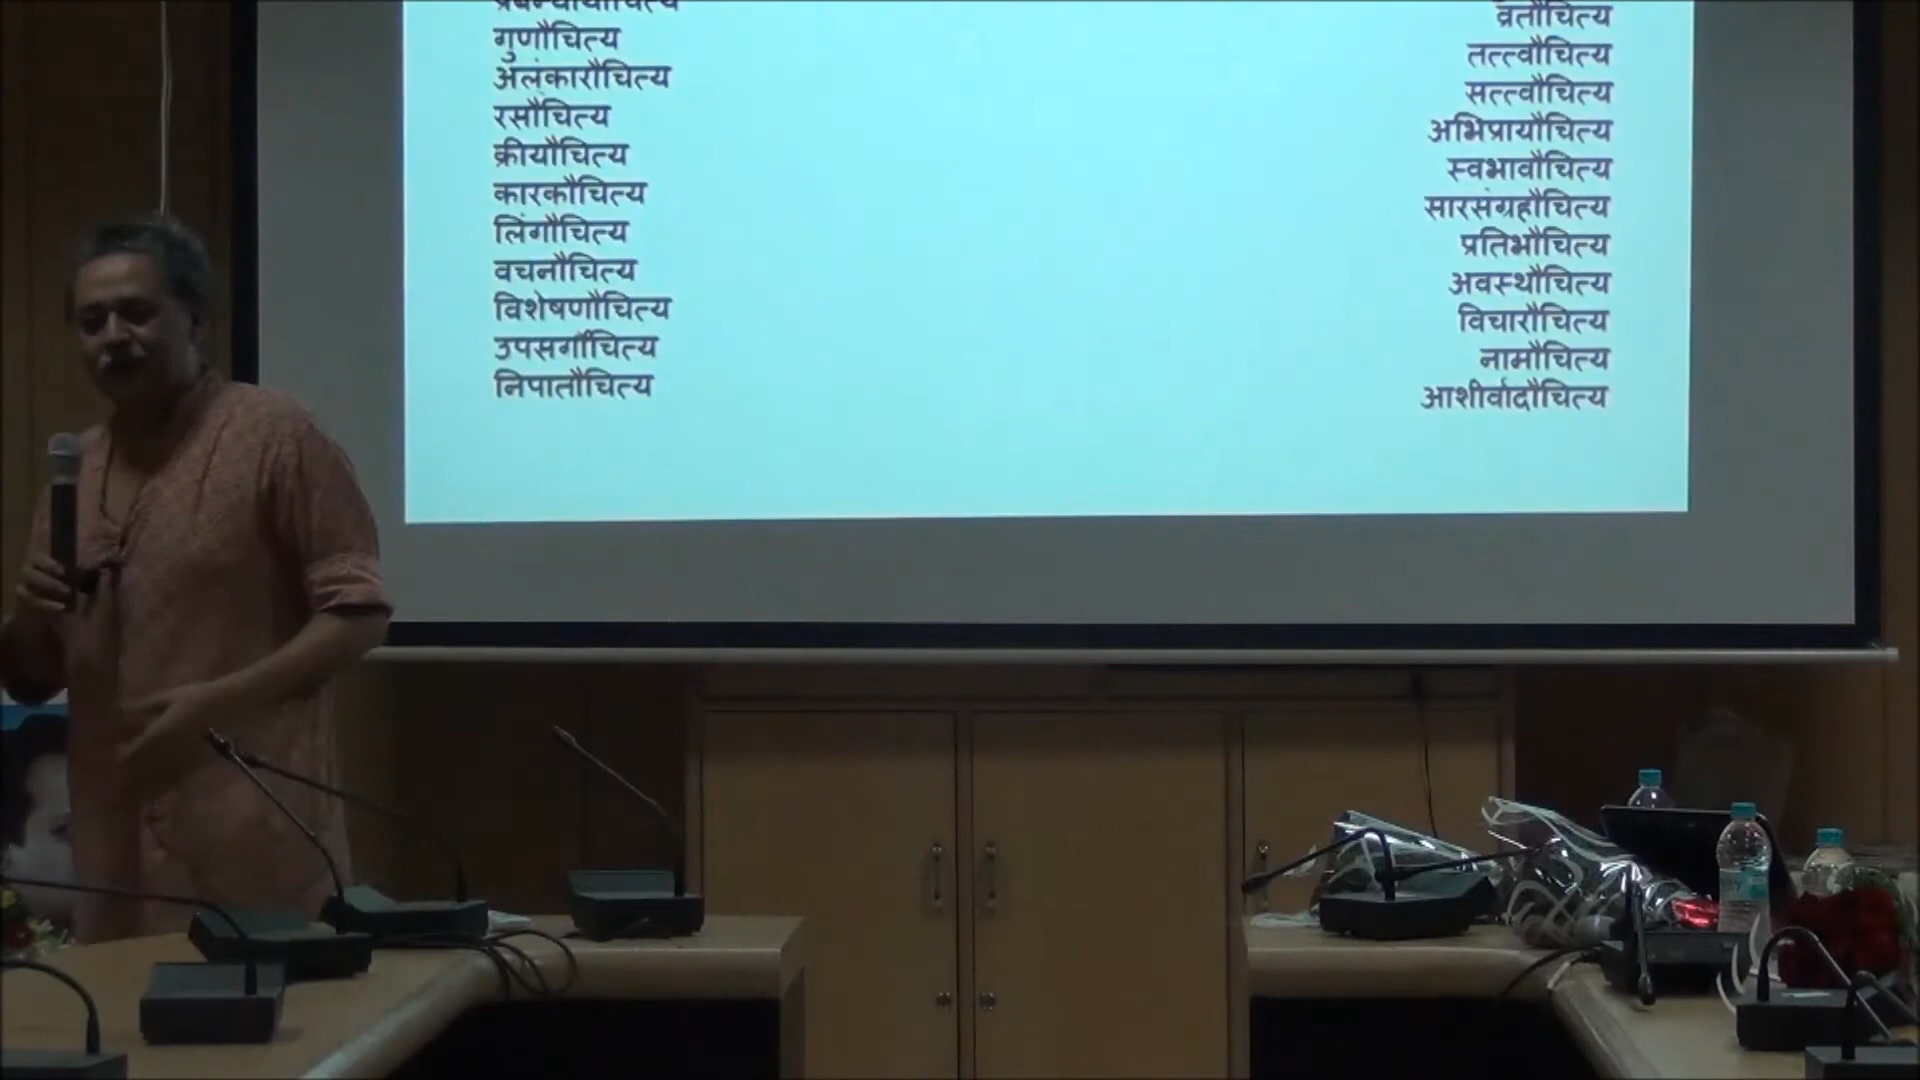 गुणौचित्य
अलंकारौचित्य
रसौचित्य
क्रीयौचित्य
कारकौचित्य
लिंगौचित्य
वचनौचित्य
विशेषणौचित्य
उपसर्गौचित्य
निपातौचित्य
व्रतौचित्य
तत्त्वौचित्य
सत्त्वौचित्य
अभिप्रायौचित्य
स्वभावौचित्य
सारसंग्रहौचित्य
प्रतिभौचित्य
अवस्थौचित्य
विचारौचित्य
नामौचित्य
आशीर्वादौचित्य